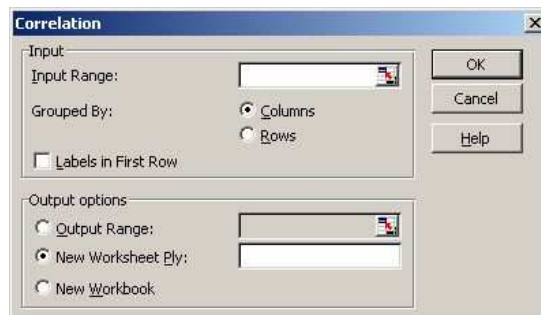 Correlation
Input
Input Range:
Grouped By:
Columns
Rows
Labels in First Row
OK
Cancel
Help
Output options
Output Range:
New Worksheet Ply:
New Workbook